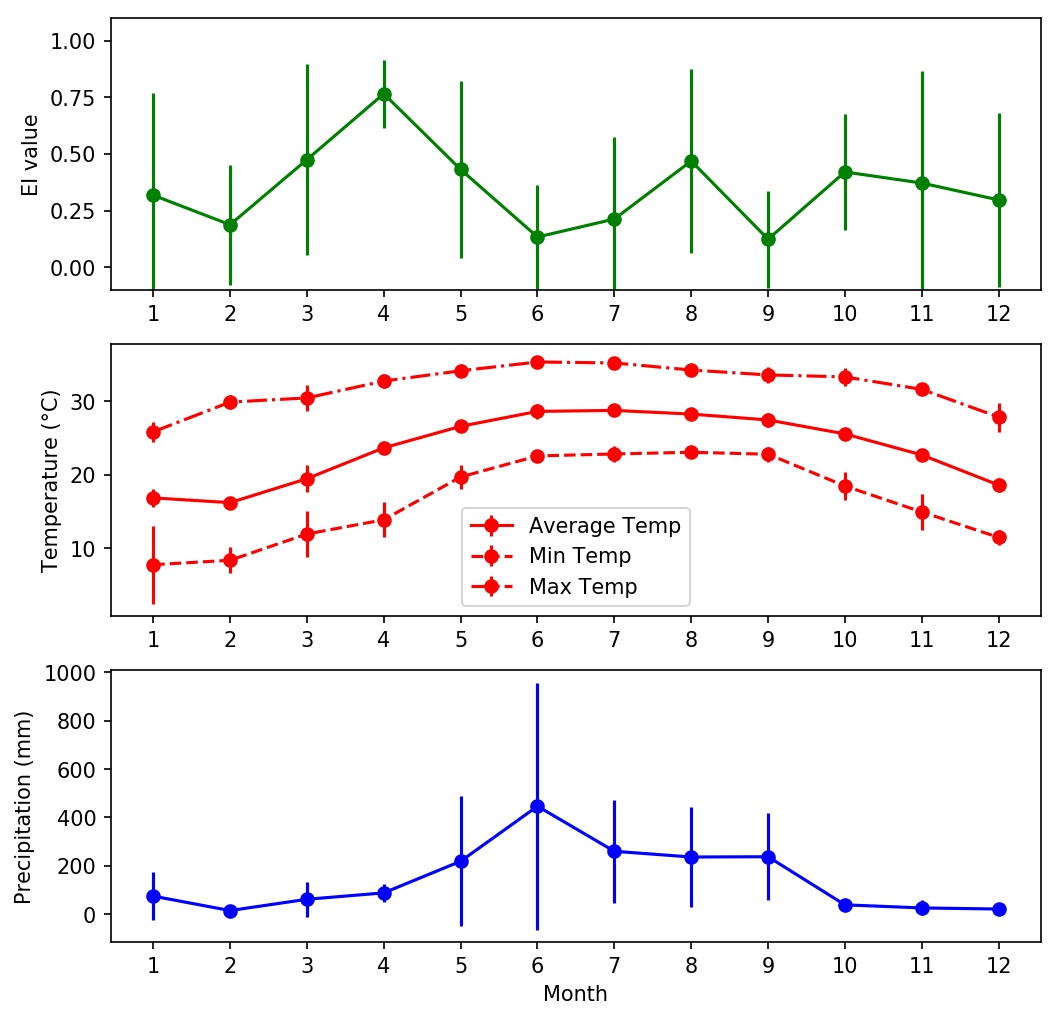 1.00
0.75
0.50
0.25
0.00
EI value
1 2 3 4 5 6 7 8 9 10 11 12
30
20
10
Temperature (°C)
Average Temp
Min Temp
Max Temp
1 2 3 4 5 6 7 8 9 10 11 12
1000
800
600
400
200
0
Precipitation (mm)
1 2 3 4 5 6 7 8 9 10 11 12
Month